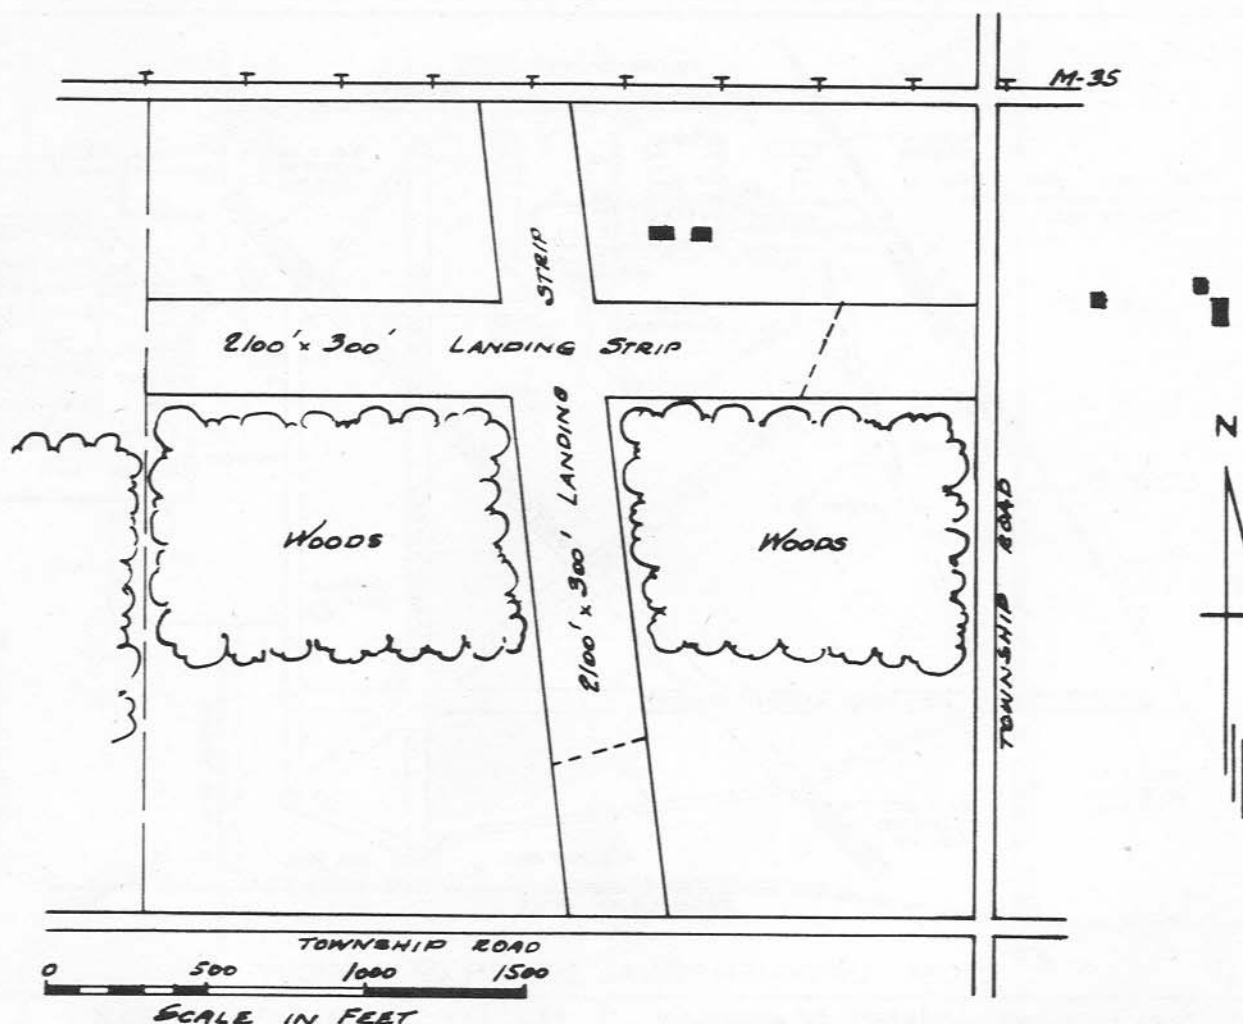 M-35
STRIP
2100' x 300' LANDING STRIP
2100' x 300' LANDING
N
WOODS
WOODS
TOWNSHIP ROAD
TOWNSHIP ROAD
0 500 1000 1500
SCALE IN FEET